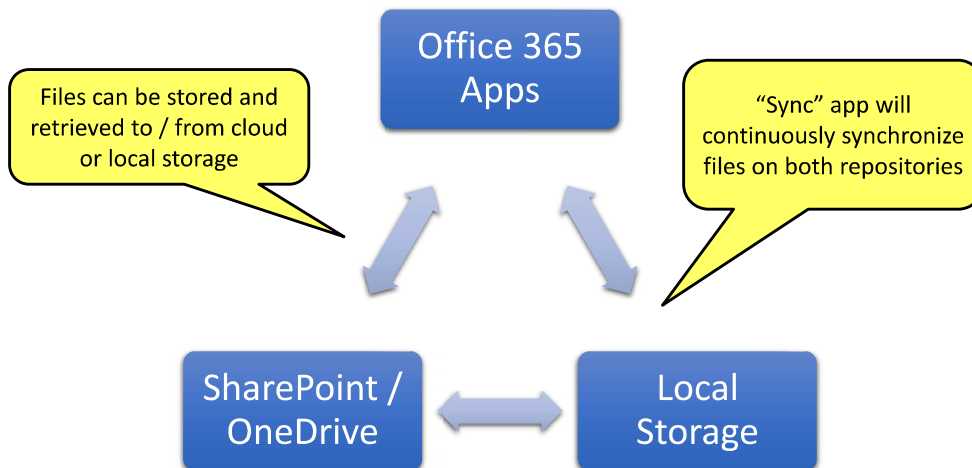 Office 365
Apps
Files can be stored and
retrieved to / from cloud
or local storage
“Sync” app will
continuously synchronize
files on both repositories
SharePoint /
OneDrive
Local
Storage